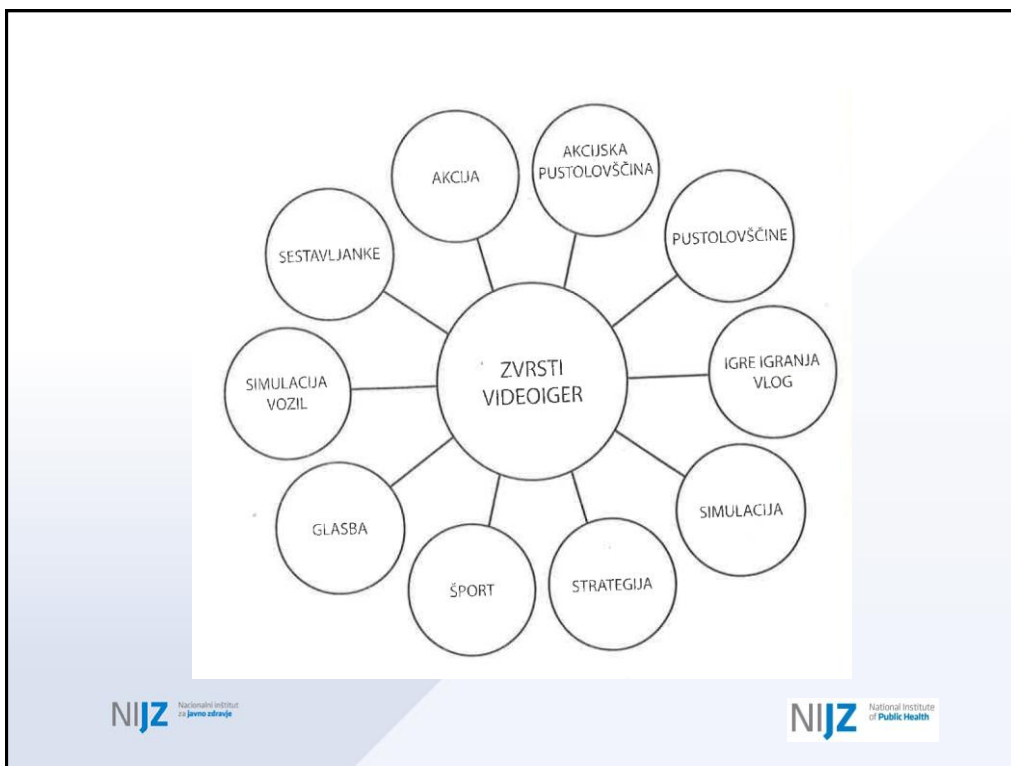 AKCIJA
AKCIJSKA
PUSTOLOVŠČINA
PUSTOLOVŠČINE
IGRE IGRANJA
VLOG
SIMULACIJA
STRATEGIJA
ŠPORT
GLASBA
SIMULACIJA
VOZIL
SESTAVLJANKE
ZVRSTI
VIDEOIGER
NIJZ
Nacionalni inštitut
za javno zdravje
NIJZ
National Institute
of Public Health